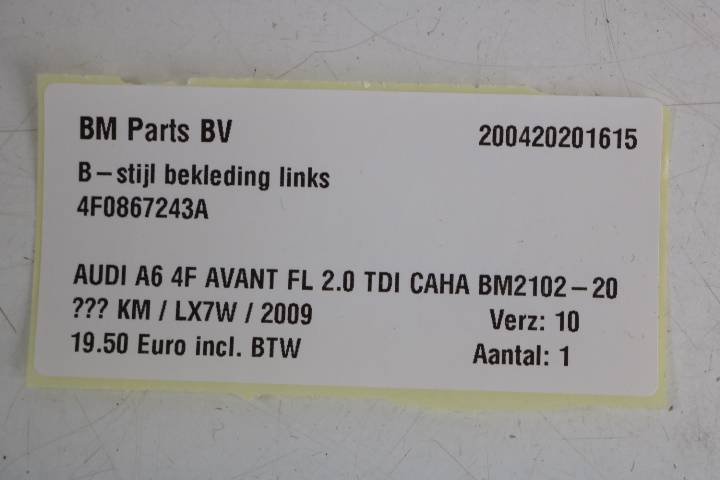 BM Parts BV 200420201615
B-stijl bekleding links
4F0867243A
AUDI A6 4F AVANT FL 2.0 TDI CAHA BM2102-20
??? KM / LX7W / 2009 Verz: 10
19.50 Euro incl. BTW Aantal: 1